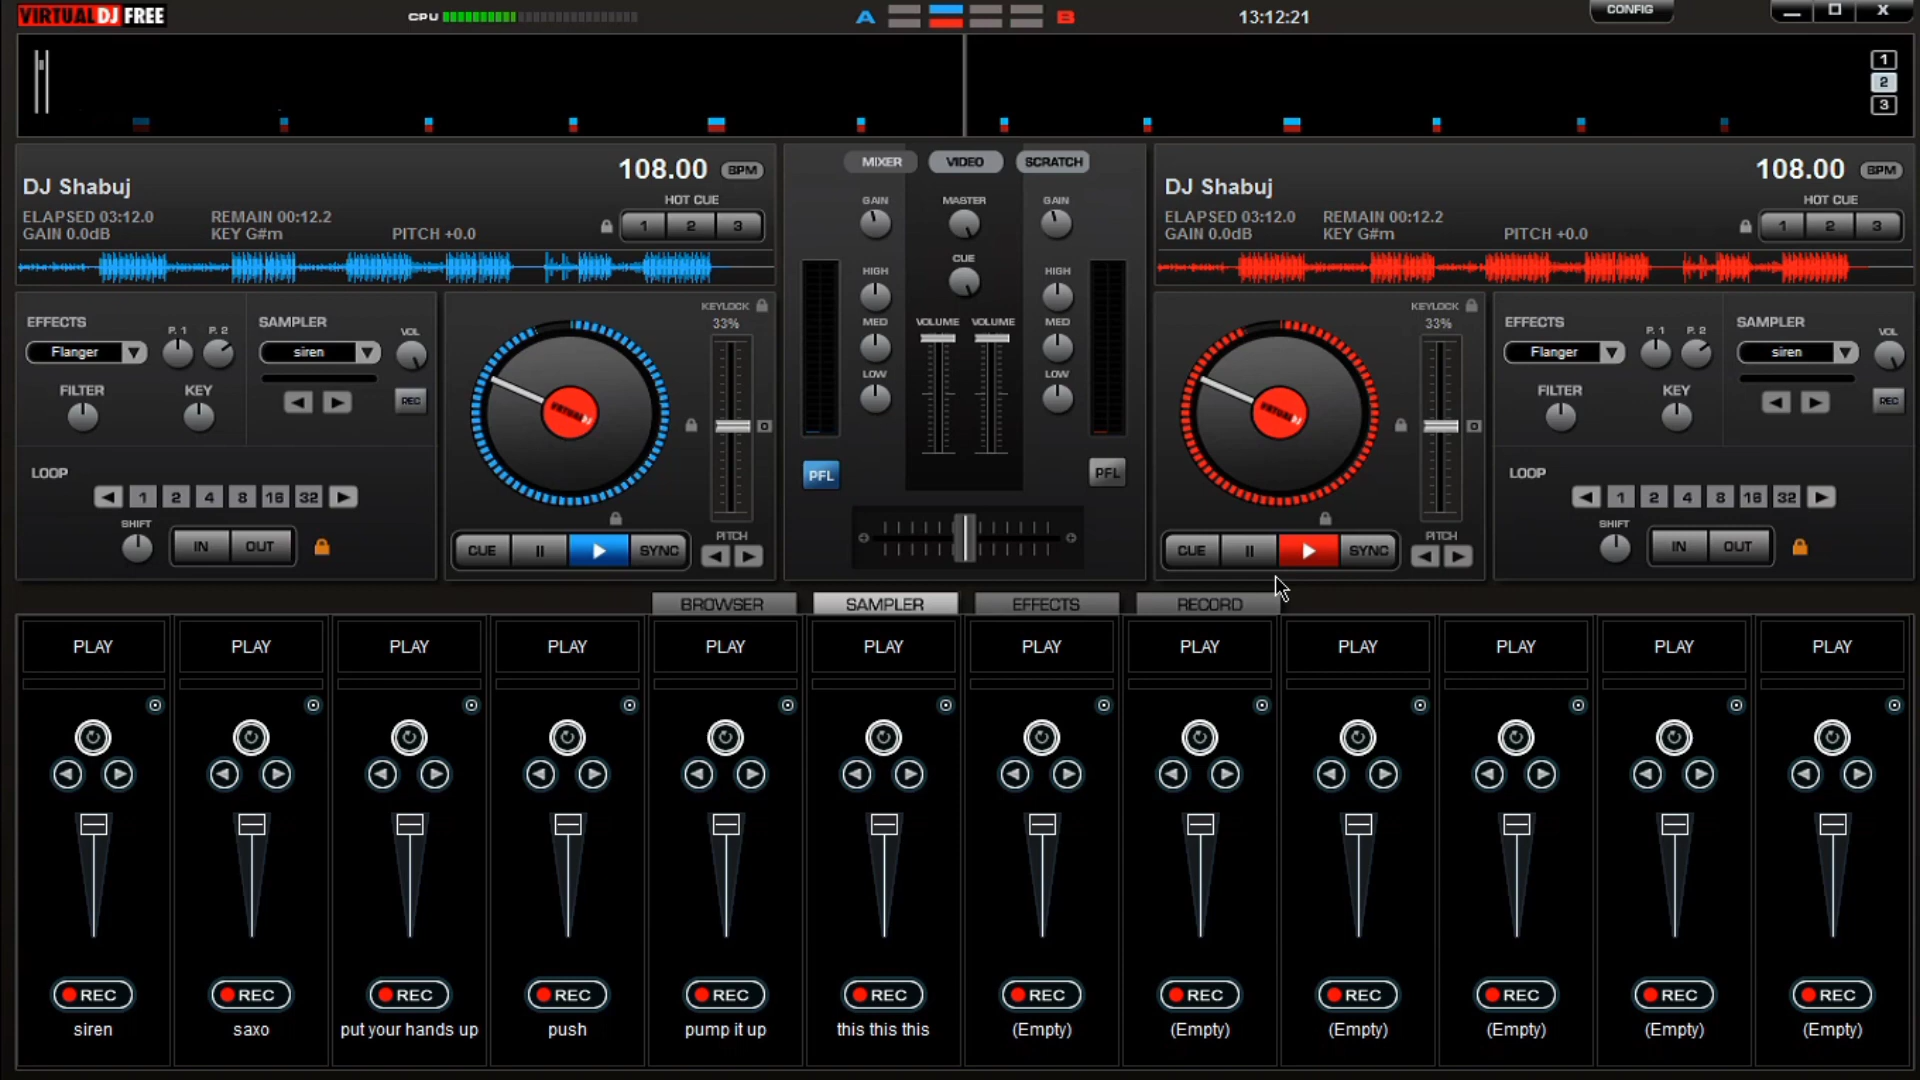 VIRTUAL DJ FREE
CPU
A B
13:12:21
CONFIG
X
1
2
3
DJ Shabuj
108.00 BPM
HOT CUE
ELAPSED 03:12.0 REMAIN 00:12.2
GAIN 0.0dB KEY G#m PITCH +0.0
1 2 3
MIXER VIDEO SCRATCH
GAIN MASTER GAIN
CUE
HIGH HIGH
MED VOLUME VOLUME MED
LOW LOW
PFL PFL
DJ Shabuj
108.00 BPM
HOT CUE
ELAPSED 03:12.0 REMAIN 00:12.2
GAIN 0.0dB KEY G#m PITCH +0.0
1 2 3
EFFECTS P. 1 P. 2 SAMPLER VOL
Flanger siren
FILTER KEY REC
LOOP
1 2 4 8 16 32
SHIFT
IN OUT
KEYLOCK
33%
VIRTUAL DJ
0
PITCH
CUE II SYNC
KEYLOCK
33%
VIRTUAL DJ
0
PITCH
CUE II SYNC
EFFECTS P. 1 P. 2 SAMPLER VOL
Flanger siren
FILTER KEY REC
LOOP
1 2 4 8 16 32
SHIFT
IN OUT
BROWSER SAMPLER EFFECTS RECORD
PLAY PLAY PLAY PLAY PLAY PLAY PLAY PLAY PLAY PLAY PLAY PLAY
REC REC REC REC REC REC REC REC REC REC REC REC
siren saxo put your hands up push pump it up this this this (Empty) (Empty) (Empty) (Empty) (Empty) (Empty)